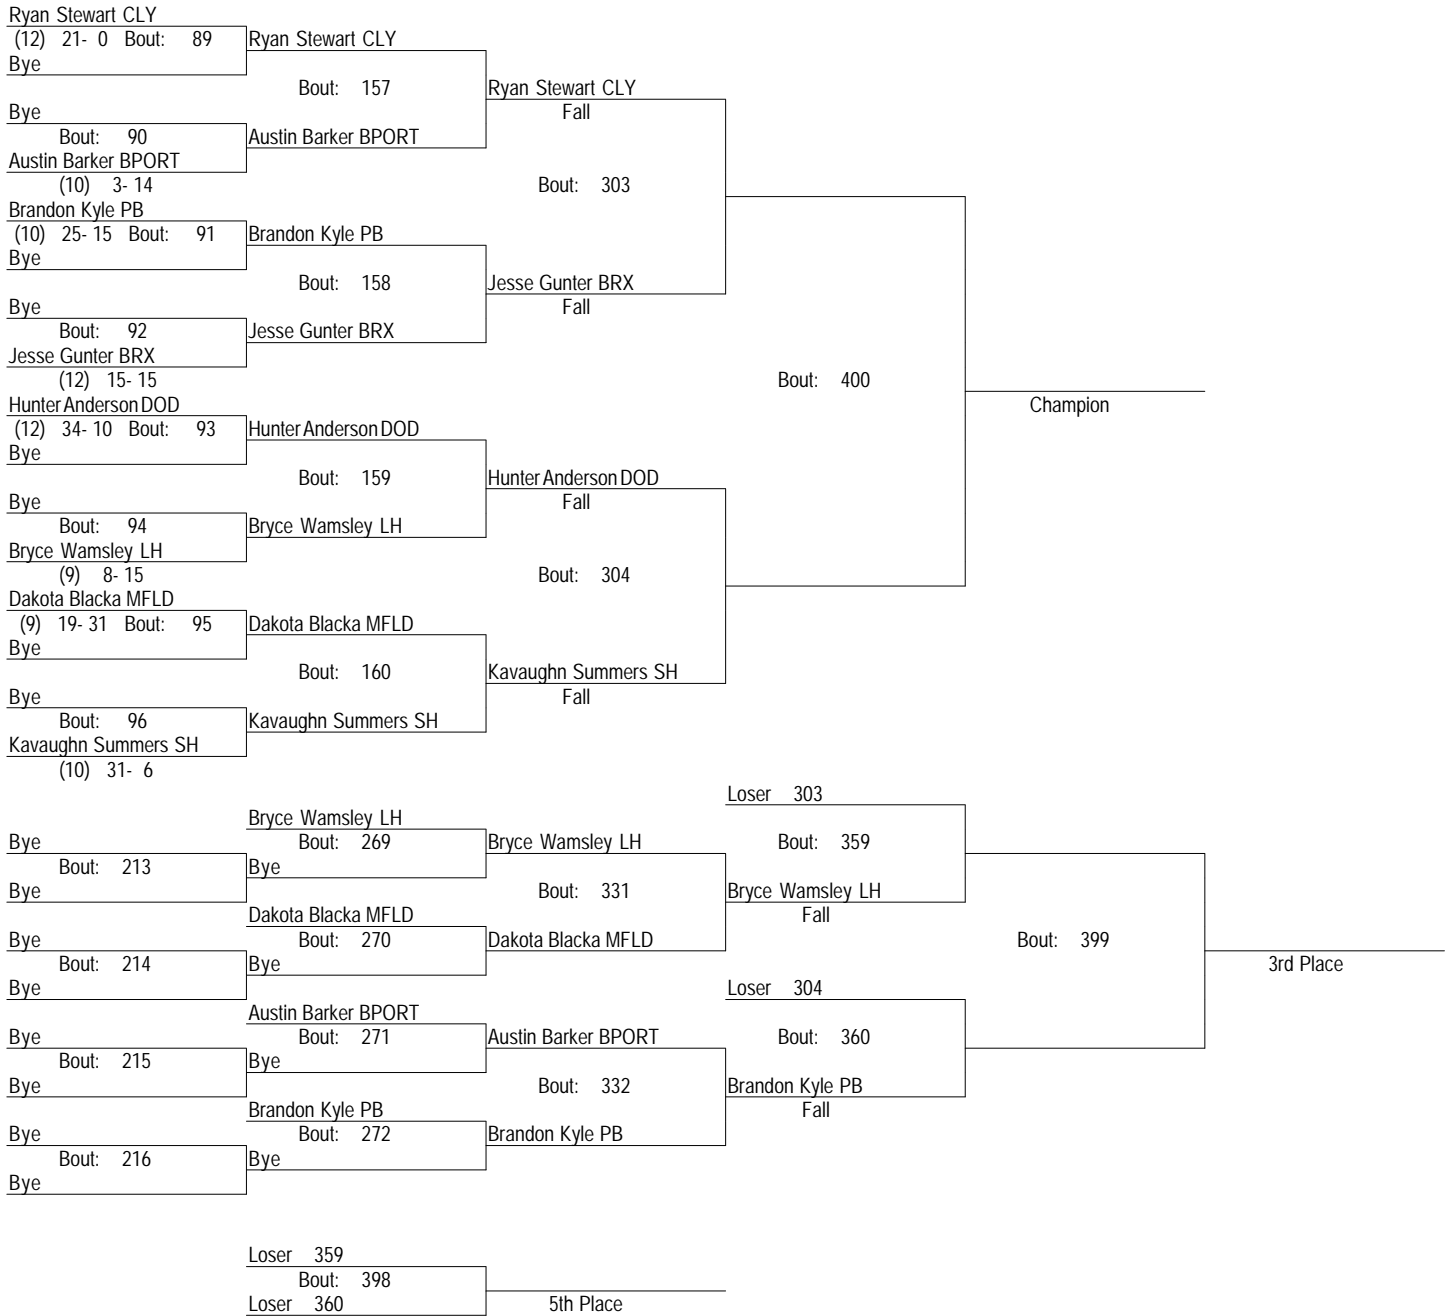 Ryan Stewart CLY
(12) 21- 0 Bout: 89 Ryan Stewart CLY
Bye
Bout: 157 Ryan Stewart CLY
Bye Fall
Bout: 90 Austin Barker BPORT
Austin Barker BPORT
(10) 3- 14 Bout: 303
Brandon Kyle PB
(10) 25- 15 Bout: 91 Brandon Kyle PB
Bye
Bout: 158 Jesse Gunter BRX
Bye Fall
Bout: 92 Jesse Gunter BRX
Jesse Gunter BRX
(12) 15- 15 Bout: 400
Hunter Anderson DOD Champion
(12) 34- 10 Bout: 93 Hunter Anderson DOD
Bye
Bout: 159 Hunter Anderson DOD
Bye Fall
Bout: 94 Bryce Wamsley LH
Bryce Wamsley LH
(9) 8- 15 Bout: 304
Dakota Blacka MFLD
(9) 19- 31 Bout: 95 Dakota Blacka MFLD
Bye
Bout: 160 Kavaughn Summers SH
Bye Fall
Bout: 96 Kavaughn Summers SH
Kavaughn Summers SH
(10) 31- 6
Loser 303
Bryce Wamsley LH
Bye Bout: 269 Bryce Wamsley LH Bout: 359
Bout: 213 Bye
Bye Bout: 331 Bryce Wamsley LH
Dakota Blacka MFLD Fall
Bye Bout: 270 Dakota Blacka MFLD Bout: 399
Bout: 214 Bye 3rd Place
Bye Loser 304
Austin Barker BPORT
Bye Bout: 271 Austin Barker BPORT Bout: 360
Bout: 215 Bye
Bye Bout: 332 Brandon Kyle PB
Brandon Kyle PB Fall
Bye Bout: 272 Brandon Kyle PB
Bout: 216 Bye
Bye
Loser 359
Bout: 398
Loser 360 5th Place